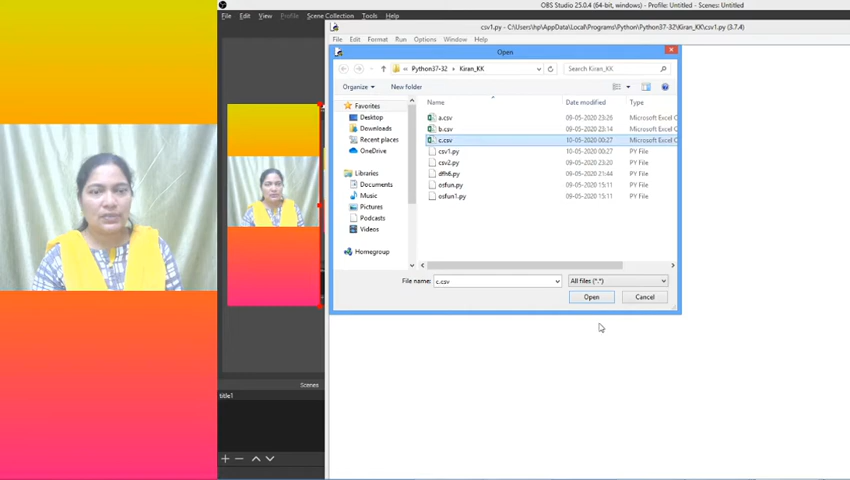 OBS Studio 25.0.4 (64-bit, windows) - Profile: Untitled - Scenes: Untitled
File Edit View Profile Scene Collection Tools Help
csv1.py - C:\Users\hp\AppData\Local\Programs\Python\Python37-32\Kiran_KK\csv1.py (3.7.4)
File Edit Format Run Options Window Help
Open
« Python37-32 ▸ Kiran_KK
Search Kiran_KK
Organize
New folder
Favorites
Desktop
Downloads
Recent places
OneDrive
Libraries
Documents
Music
Pictures
Podcasts
Videos
Homegroup
Name Date modified Type
a.csv 09-05-2020 23:26 Microsoft Excel C
b.csv 09-05-2020 23:14 Microsoft Excel C
c.csv 10-05-2020 00:27 Microsoft Excel C
csv1.py 10-05-2020 00:27 PY File
csv2.py 09-05-2020 23:20 PY File
dfh6.py 09-05-2020 21:44 PY File
osfun.py 09-05-2020 15:11 PY File
osfun1.py 09-05-2020 15:11 PY File
File name: c.csv
All files (*.*)
Open
Cancel
Scenes
title1